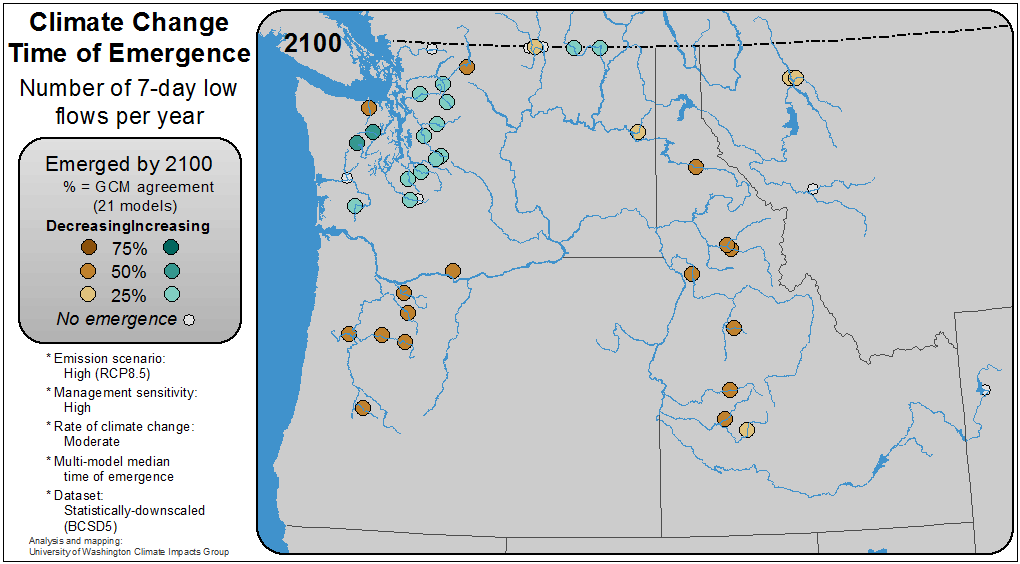 Climate Change
Time of Emergence
Number of 7-day low
flows per year
Emerged by 2100
% = GCM agreement
(21 models)
DecreasingIncreasing
75%
50%
25%
No emergence
* Emission scenario:
High (RCP8.5)
* Management sensitivity:
High
* Rate of climate change:
Moderate
* Multi-model median
time of emergence
* Dataset:
Statistically-downscaled
(BCSD5)
Analysis and mapping:
University of Washington Climate Impacts Group
2100